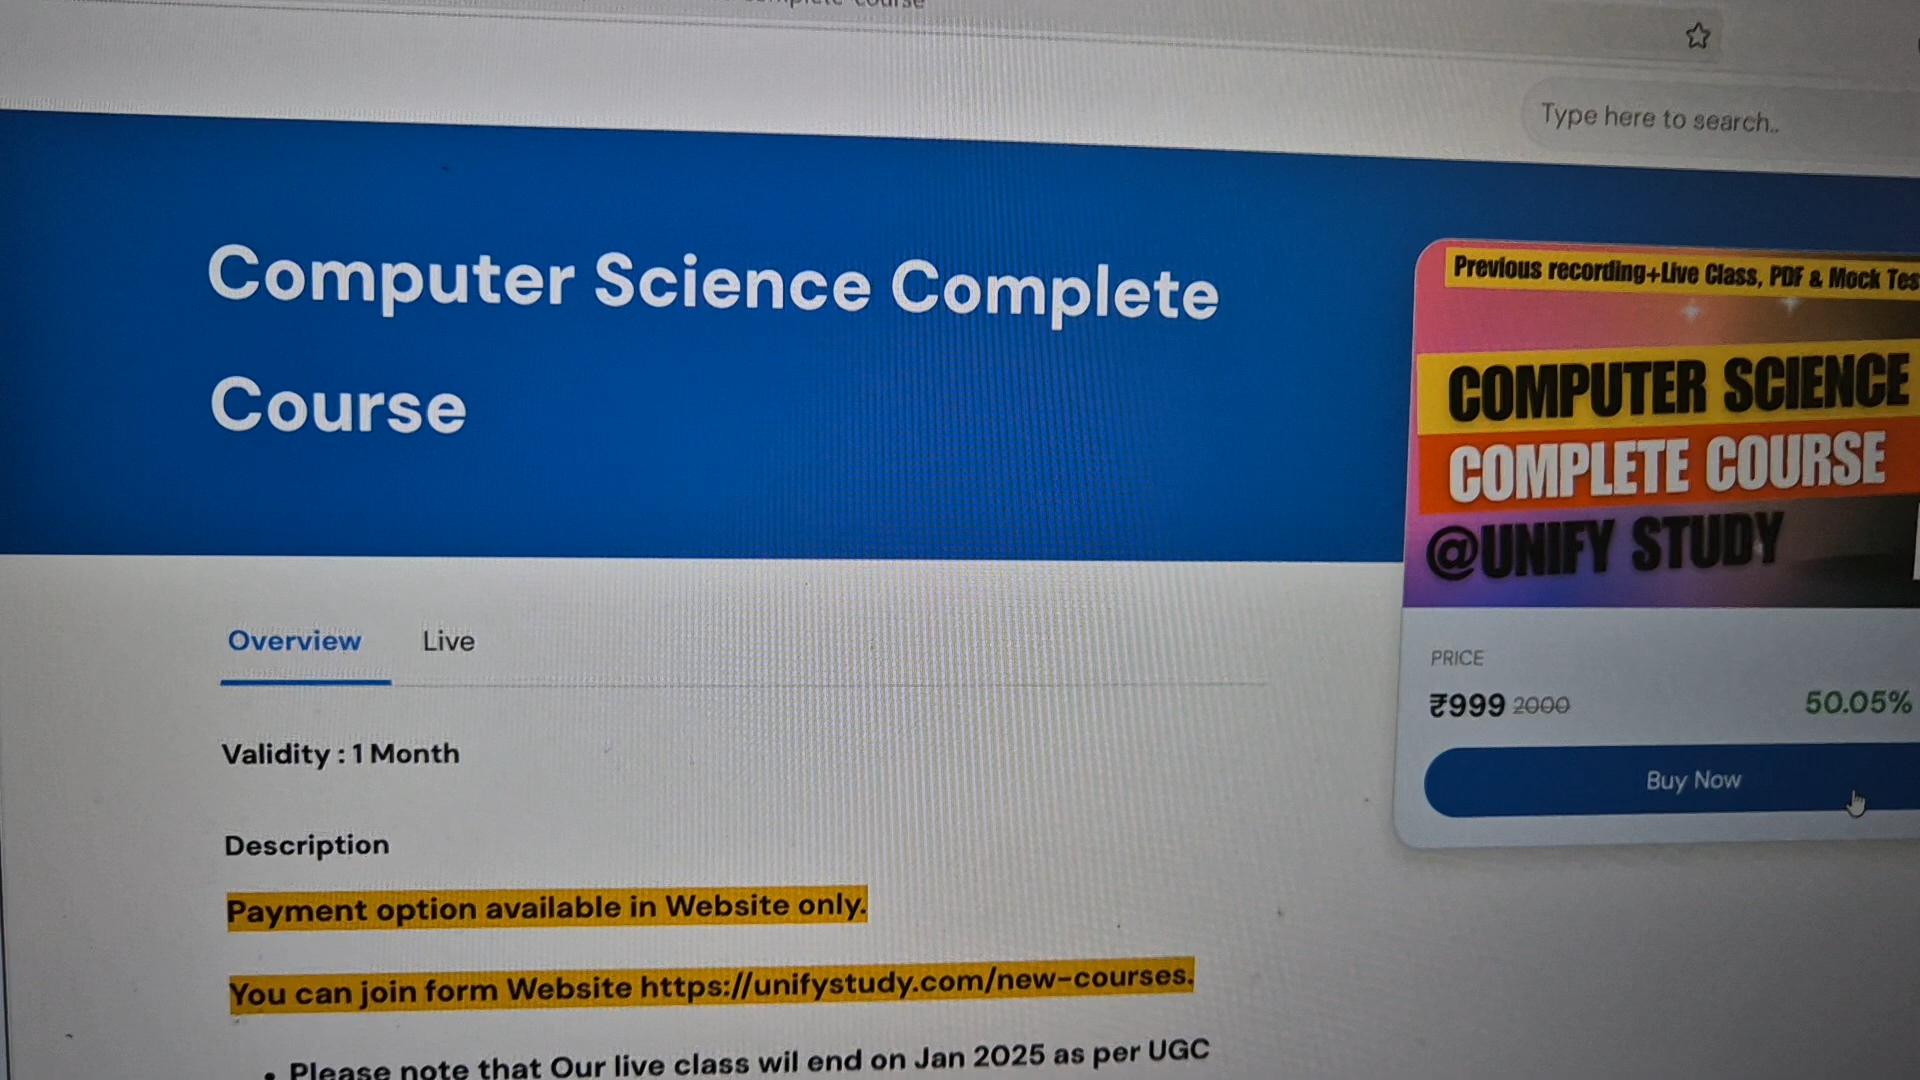 Type here to search..
Computer Science Complete
Course
Previous recording+Live Class, PDF & Mock Tes
COMPUTER SCIENCE
COMPLETE COURSE
@UNIFY STUDY
PRICE
₹999 2000 50.05%
Buy Now
Overview Live
Validity : 1 Month
Description
Payment option available in Website only.
You can join form Website https://unifystudy.com/new-courses.
• Please note that Our live class wil end on Jan 2025 as per UGC